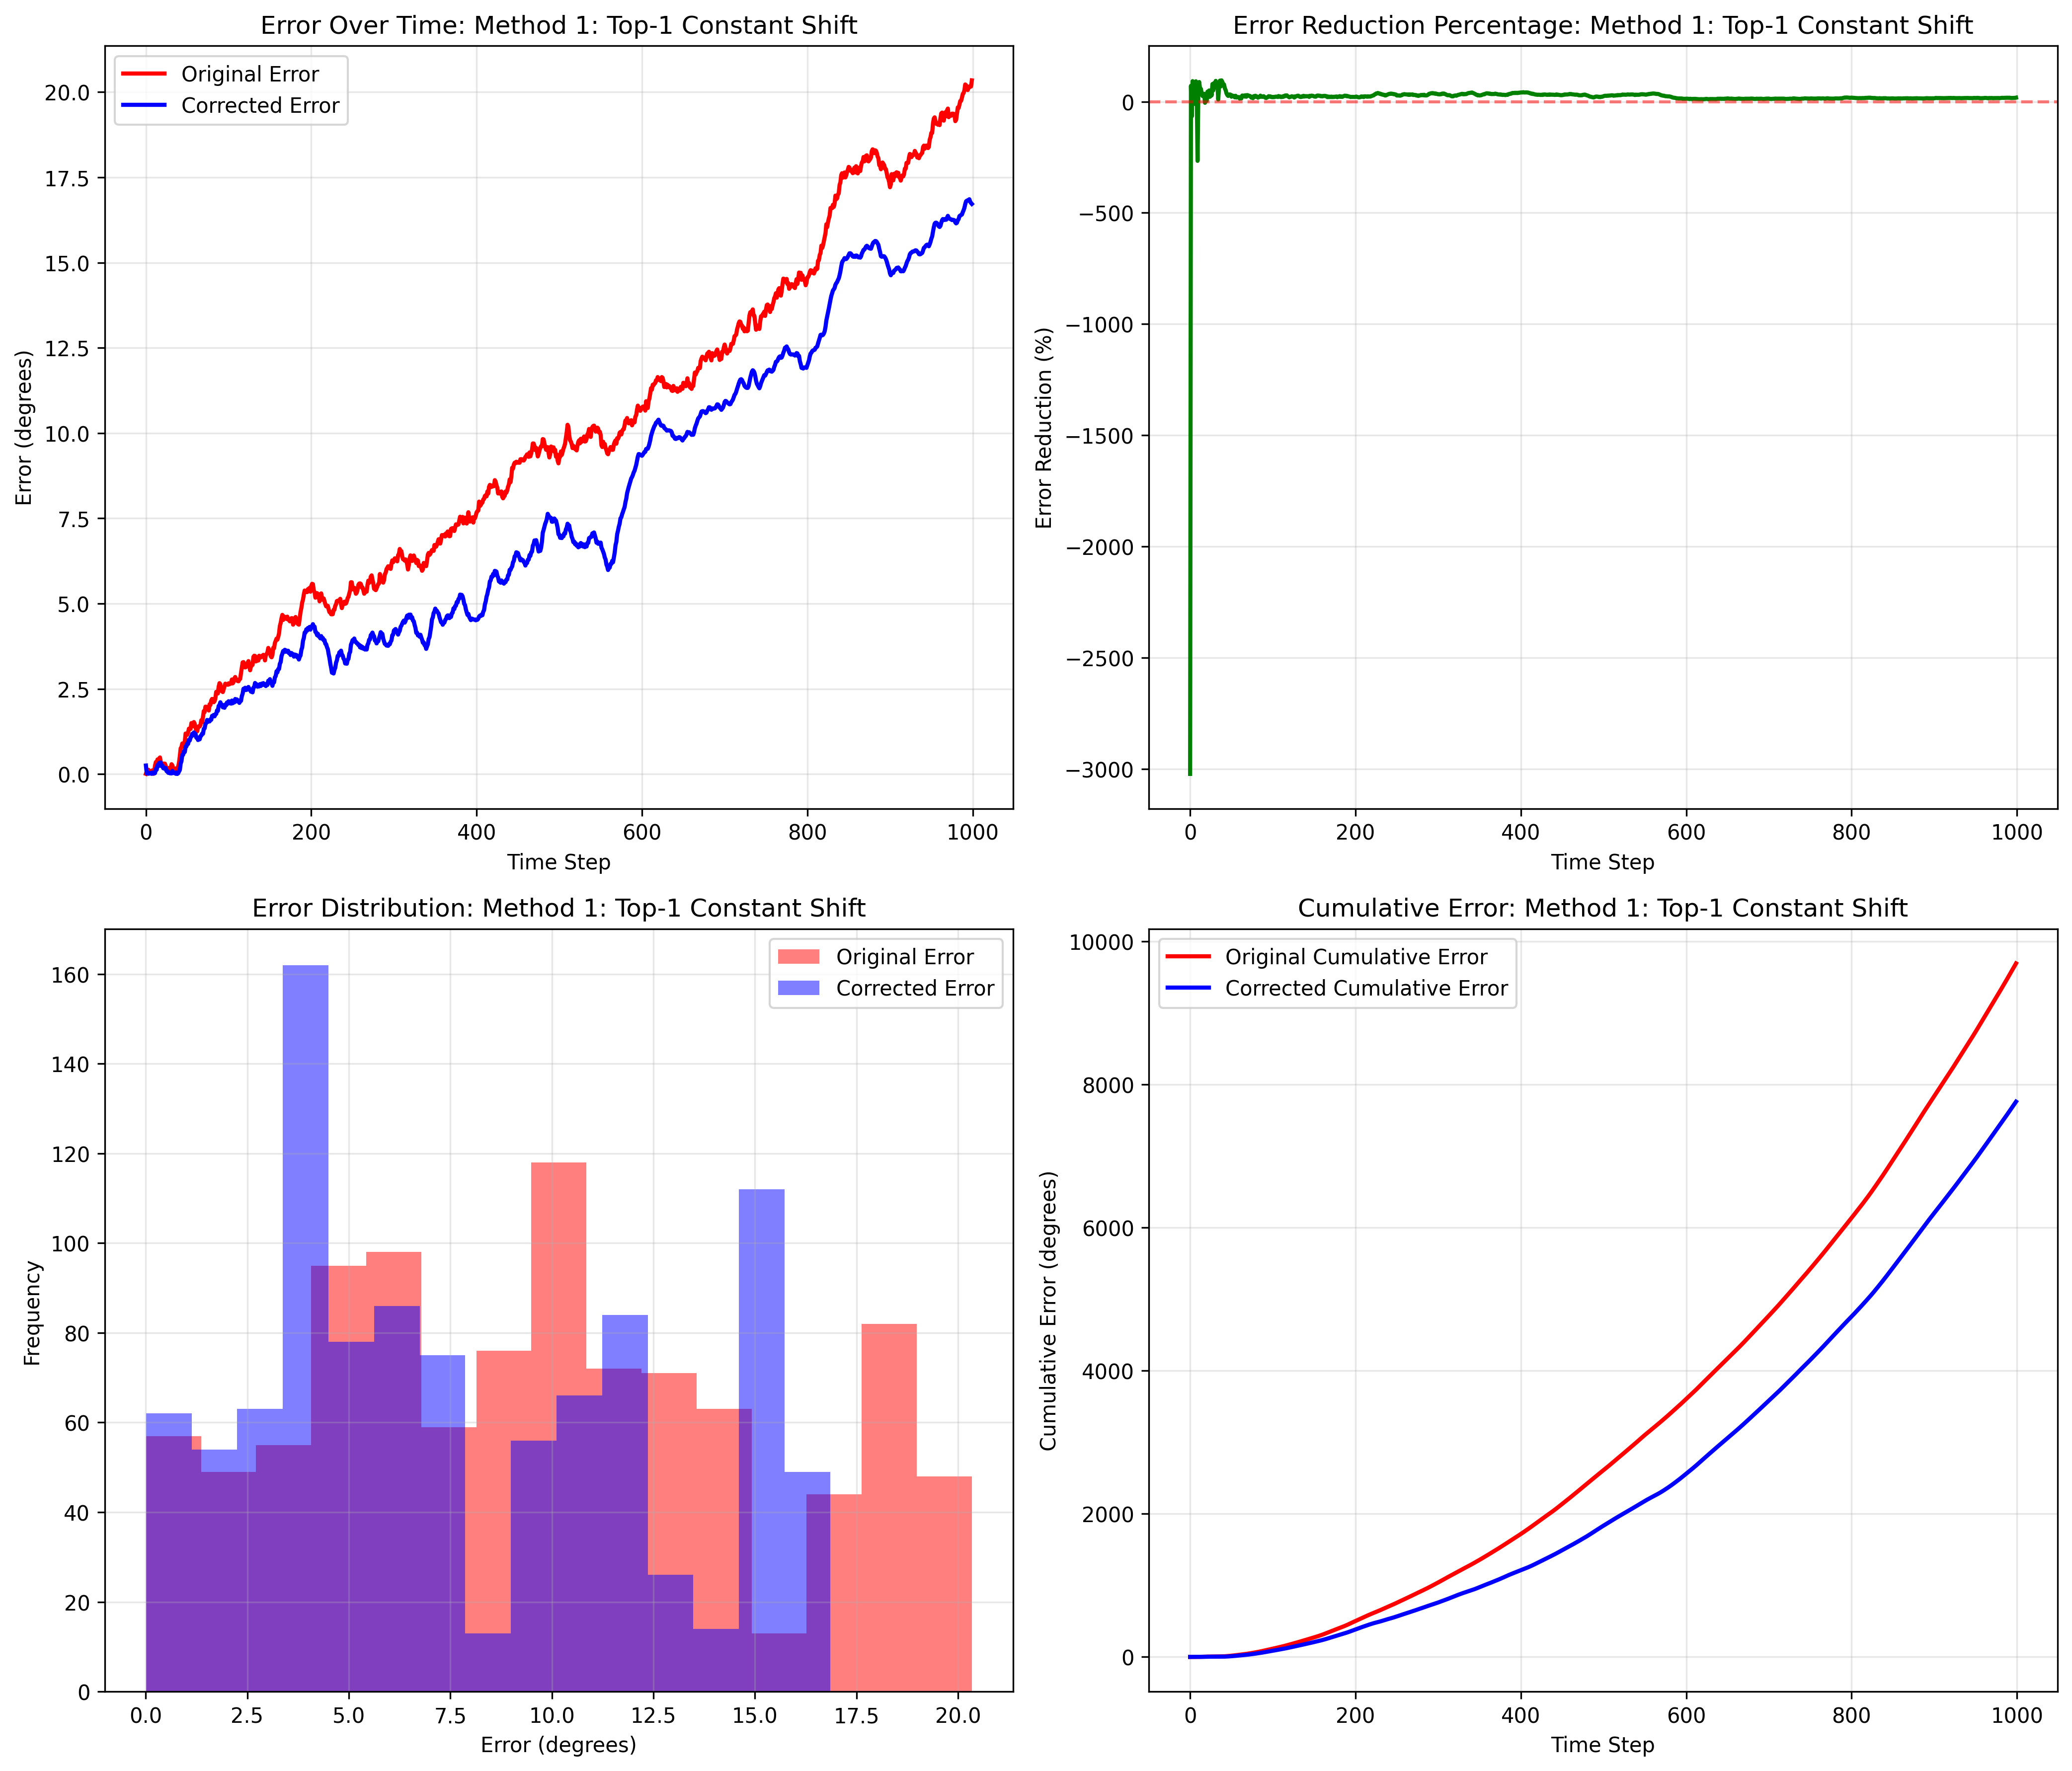 Error Over Time: Method 1: Top-1 Constant Shift
Original Error
Corrected Error
20.0
17.5
15.0
12.5
10.0
7.5
5.0
2.5
0.0
Error (degrees)
0 200 400 600 800 1000
Time Step
Error Reduction Percentage: Method 1: Top-1 Constant Shift
0
−500
−1000
−1500
−2000
−2500
−3000
Error Reduction (%)
0 200 400 600 800 1000
Time Step
Error Distribution: Method 1: Top-1 Constant Shift
Original Error
Corrected Error
160
140
120
100
80
60
40
20
0
Frequency
0.0 2.5 5.0 7.5 10.0 12.5 15.0 17.5 20.0
Error (degrees)
Cumulative Error: Method 1: Top-1 Constant Shift
Original Cumulative Error
Corrected Cumulative Error
10000
8000
6000
4000
2000
0
Cumulative Error (degrees)
0 200 400 600 800 1000
Time Step